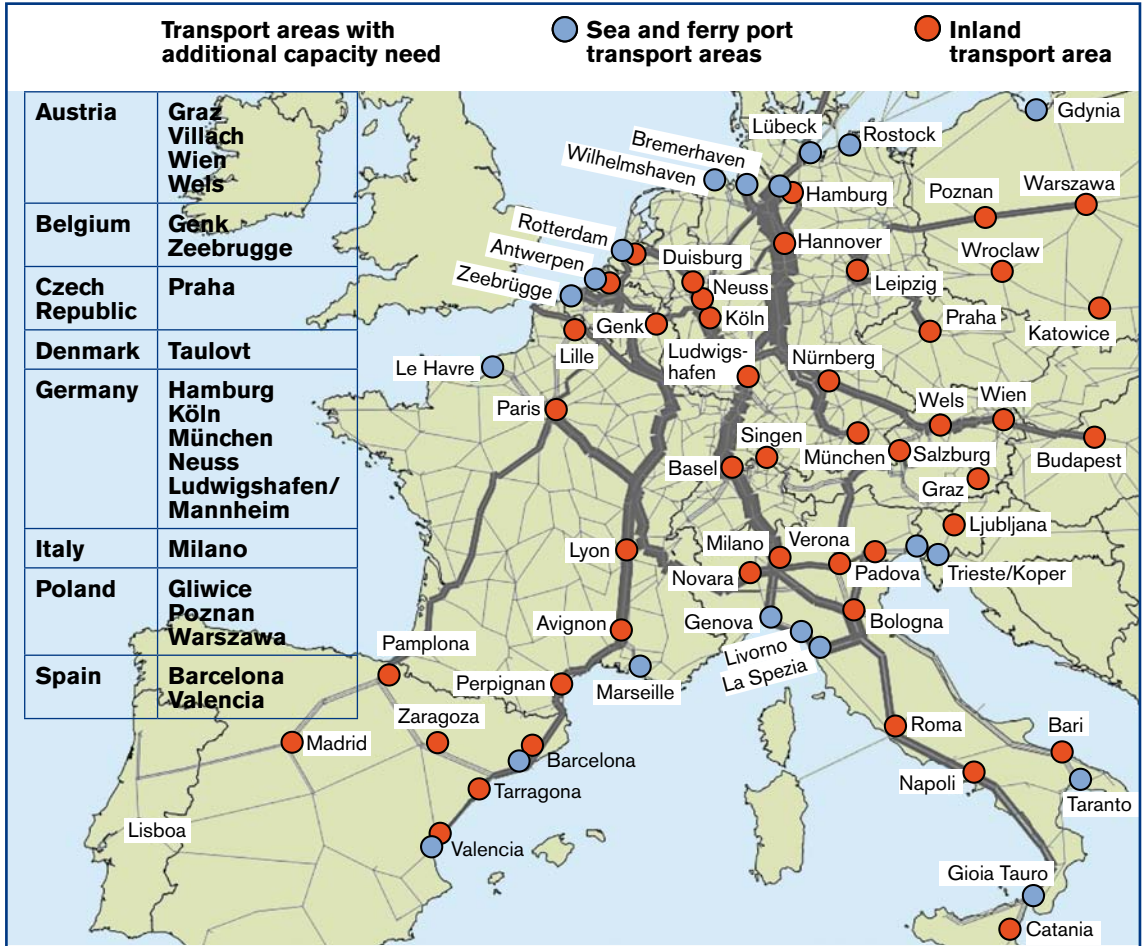 Transport areas with
additional capacity need
Sea and ferry port
transport areas
Inland
transport area
Austria
Graz
Villach
Wien
Wels
Belgium
Genk
Zeebrugge
Czech
Republic
Praha
Denmark
Taulovt
Germany
Hamburg
Köln
München
Neuss
Ludwigshafen/
Mannheim
Italy
Milano
Poland
Gliwice
Poznan
Warszawa
Spain
Barcelona
Valencia
Gdynia
Lübeck
Rostock
Bremerhaven
Wilhelmshaven
Hamburg
Poznan
Warszawa
Rotterdam
Hannover
Wroclaw
Antwerpen
Duisburg
Leipzig
Zeebrügge
Neuss
Genk
Köln
Praha
Katowice
Lille
Ludwigs-
hafen
Nürnberg
Le Havre
Paris
Wels
Wien
Singen
Basel
München
Salzburg
Budapest
Graz
Ljubljana
Lyon
Milano
Verona
Novara
Padova
Trieste/Koper
Avignon
Genova
Bologna
Pamplona
Livorno
La Spezia
Perpignan
Marseille
Zaragoza
Madrid
Roma
Bari
Barcelona
Napoli
Tarragona
Taranto
Lisboa
Valencia
Gioia Tauro
Catania